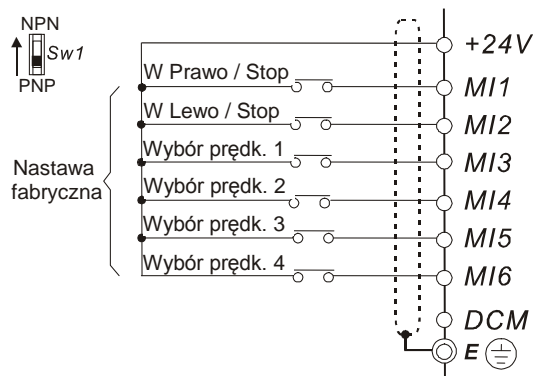 NPN
Sw1
PNP
+24V
W Prawo / Stop
MI1
W Lewo / Stop
MI2
Wybór prędk. 1
MI3
Nastawa
fabryczna
Wybór prędk. 2
MI4
Wybór prędk. 3
MI5
Wybór prędk. 4
MI6
DCM
E